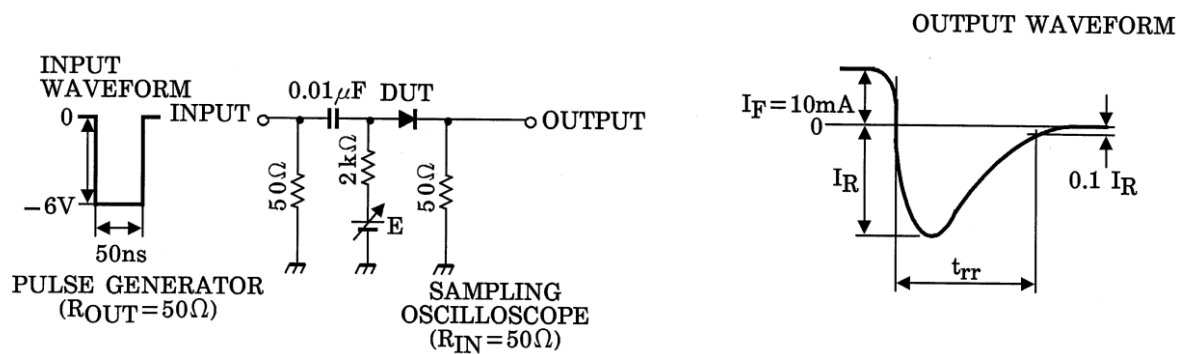 INPUT
WAVEFORM
0
−6V
50ns
PULSE GENERATOR
(ROUT=50Ω)
INPUT
0.01μF
DUT
OUTPUT
50Ω
2kΩ
E
50Ω
SAMPLING
OSCILLOSCOPE
(RIN=50Ω)
OUTPUT WAVEFORM
IF=10mA
0
IR
0.1 IR
trr